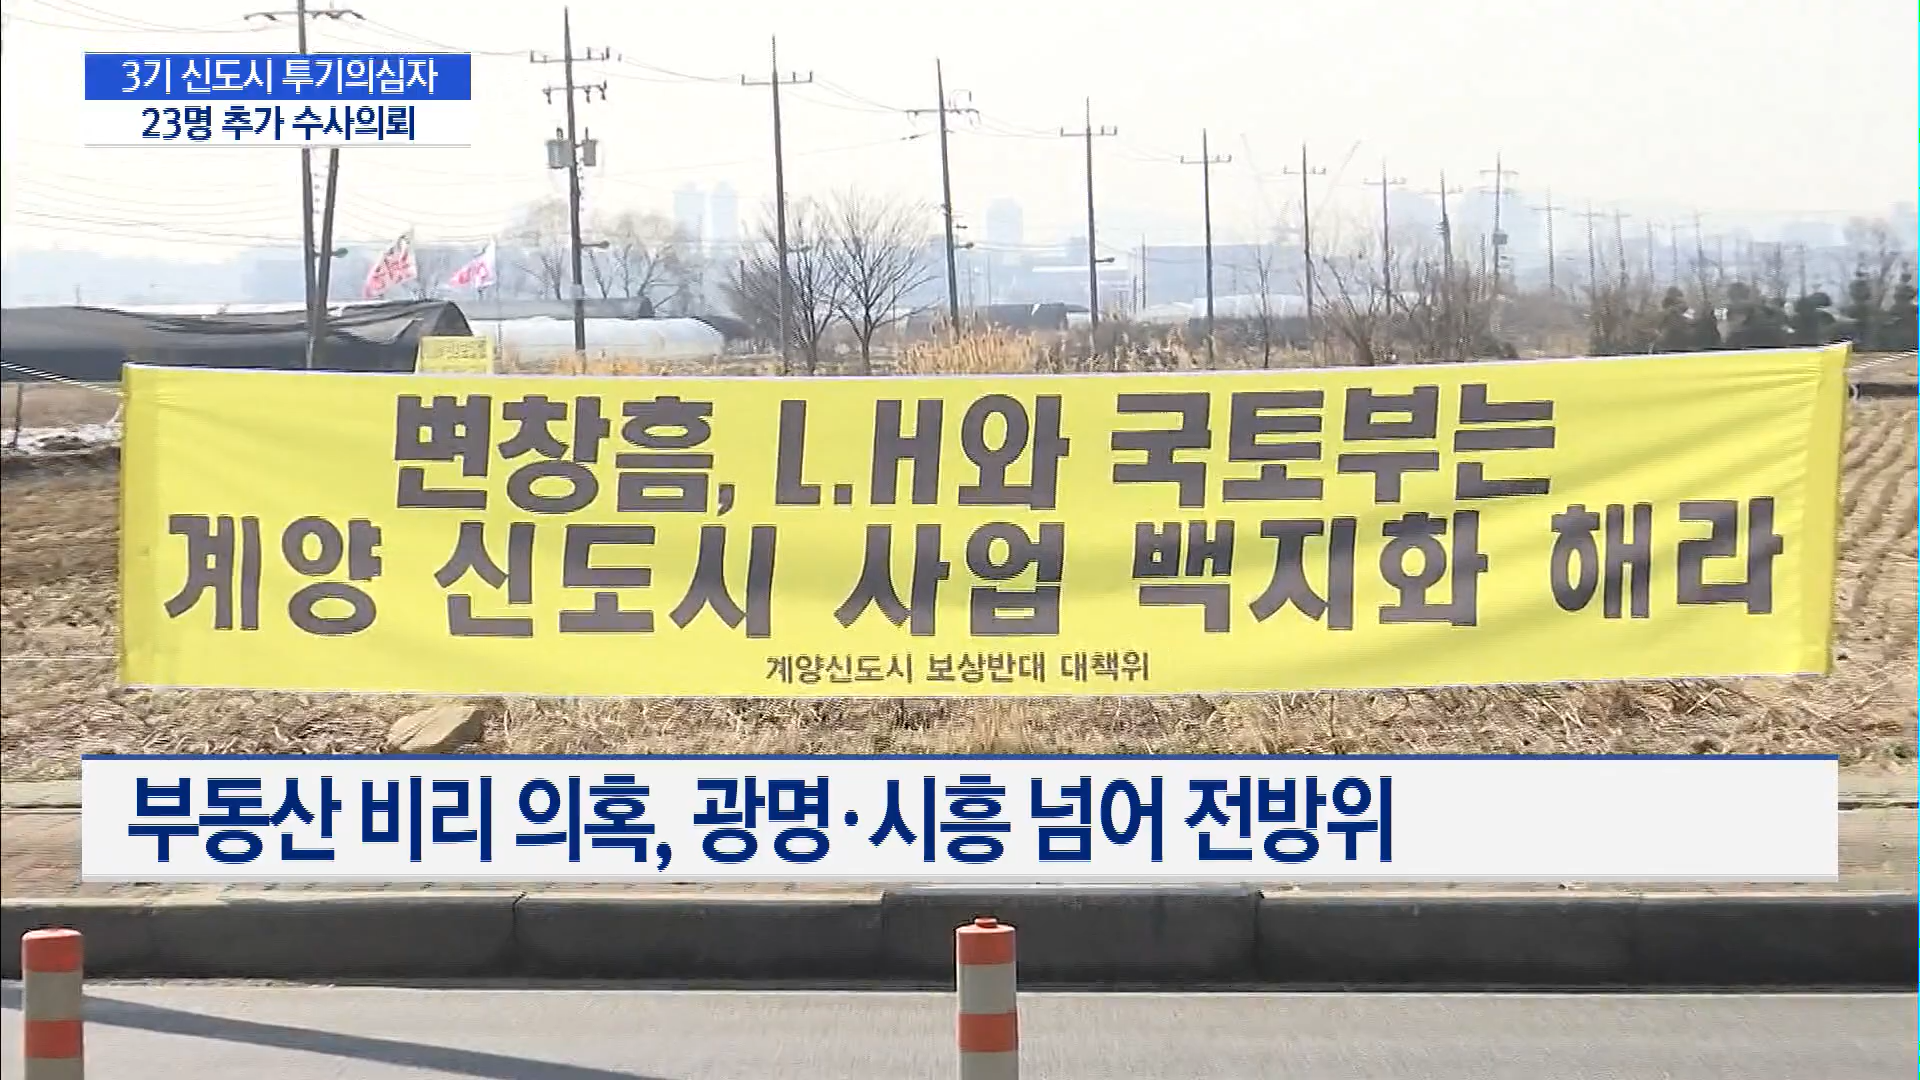 3기 신도시 투기의심자
23명 추가 수사의뢰
변창흠, L.H와 국토부는
계양 신도시 사업 백지화 해라
계양신도시 보상반대 대책위
부동산 비리 의혹, 광명·시흥 넘어 전방위